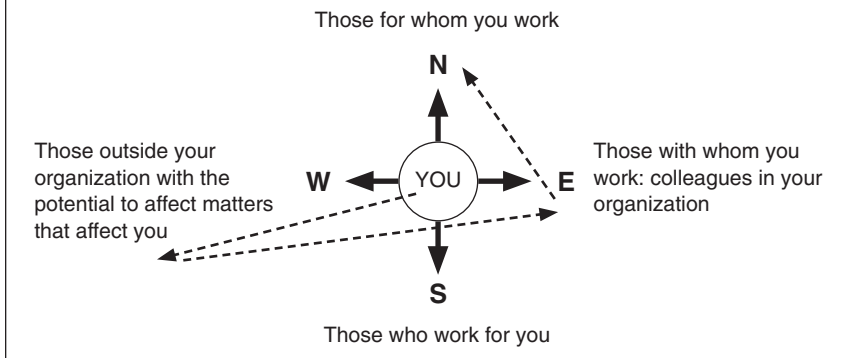 Those for whom you work
N
Those outside your
organization with the
potential to affect matters
that affect you
W
YOU
E
Those with whom you
work: colleagues in your
organization
S
Those who work for you